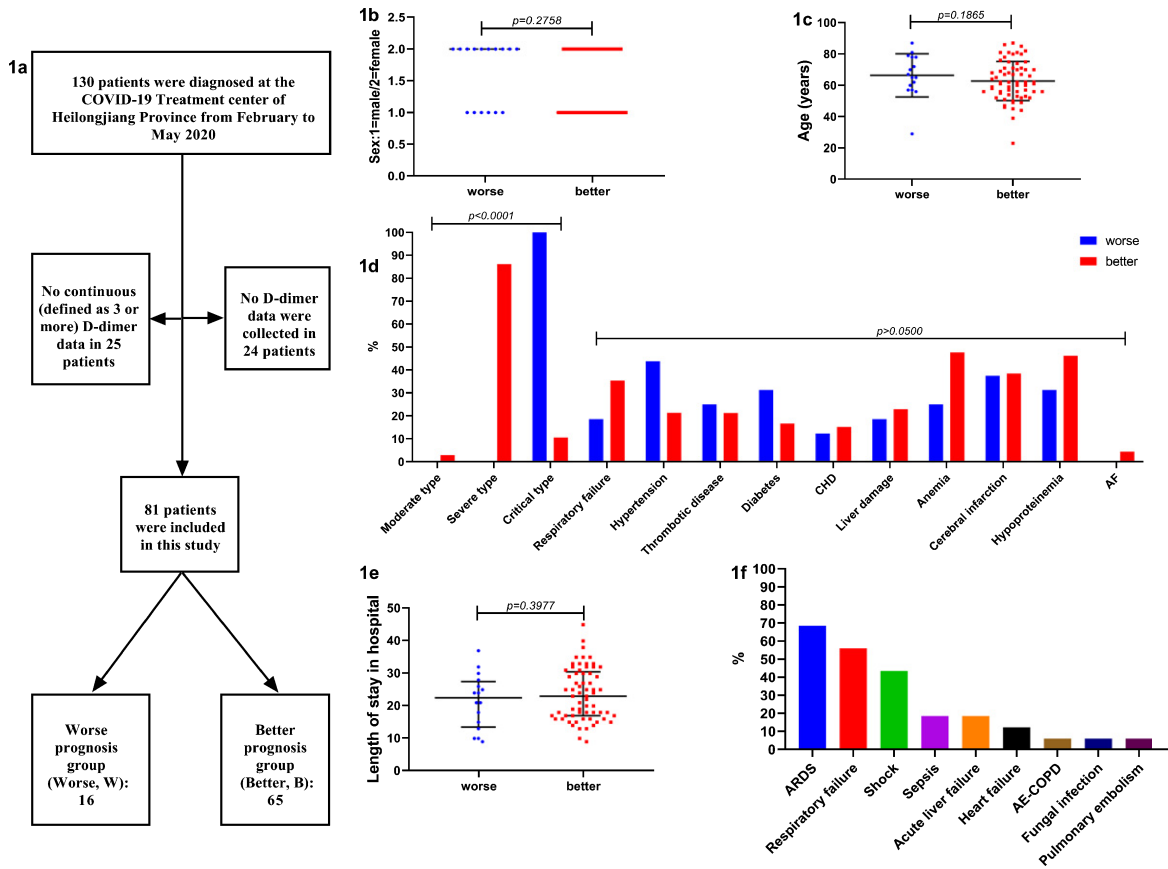 1a
130 patients were diagnosed at the
COVID-19 Treatment center of
Heilongjiang Province from February to
May 2020
No continuous
(defined as 3 or
more) D-dimer
data in 25
patients
No D-dimer
data were
collected in
24 patients
81 patients
were included
in this study
Worse
prognosis
group
(Worse, W):
16
Better
prognosis
group
(Better, B):
65
1b
p=0.2758
Sex:1=male/2=female
2.5
2.0
1.5
1.0
0.5
0.0
worse
better
1c
p=0.1865
Age (years)
100
80
60
40
20
0
worse
better
1d
p<0.0001
p>0.0500
worse
better
%
100
90
80
70
60
50
40
30
20
10
0
Moderate type
Severe type
Critical type
Respiratory failure
Hypertension
Thrombotic disease
Diabetes
CHD
Liver damage
Anemia
Cerebral infarction
Hypoproteinemia
AF
1e
p=0.3977
Length of stay in hospital
50
40
30
20
10
0
worse
better
1f
%
100
90
80
70
60
50
40
30
20
10
0
ARDS
Respiratory failure
Shock
Sepsis
Acute liver failure
Heart failure
AE-COPD
Fungal infection
Pulmonary embolism